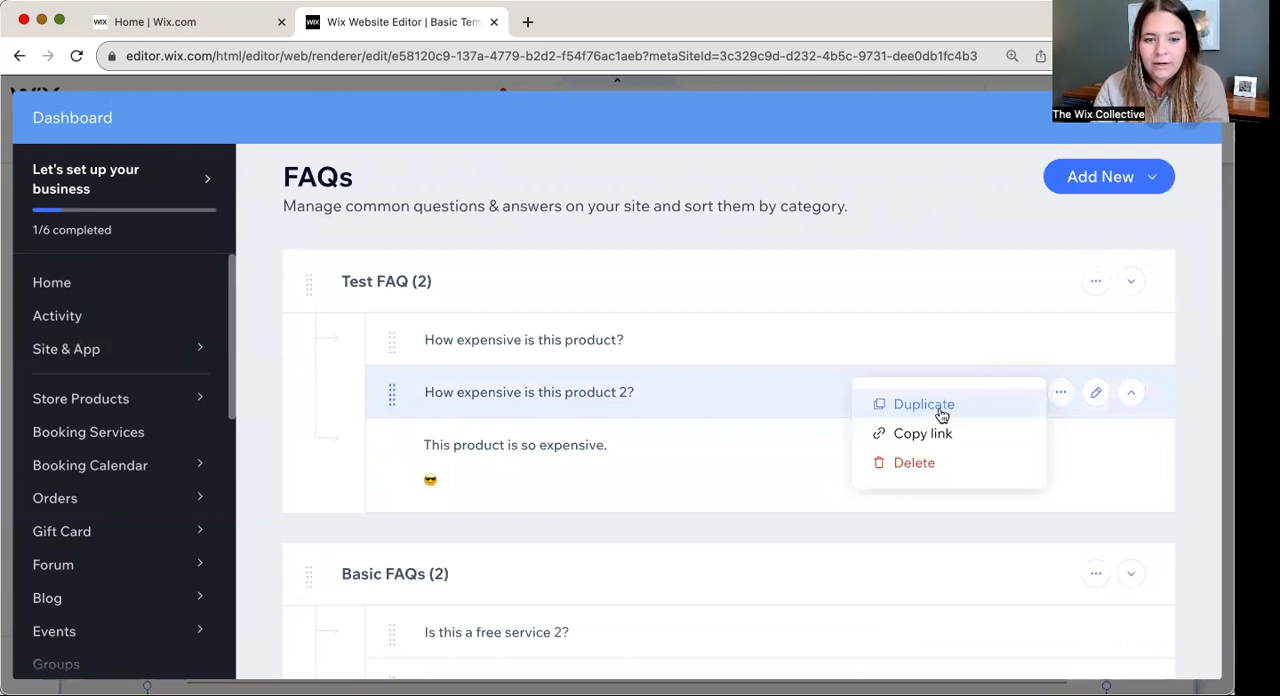 WIX Home | Wix.com
WIX Wix Website Editor | Basic Tem
editor.wix.com/html/editor/web/renderer/edit/e58120c9-137a-4779-b2d2-f54f76ac1aeb?metaSiteId=3c329c9d-d232-4b5c-9731-dee0db1fc4b3
The Wix Collective
Dashboard
Let's set up your
business
1/6 completed
Home
Activity
Site & App
Store Products
Booking Services
Booking Calendar
Orders
Gift Card
Forum
Blog
Events
Groups
FAQs
Add New
Manage common questions & answers on your site and sort them by category.
Test FAQ (2)
How expensive is this product?
How expensive is this product 2?
Duplicate
Copy link
Delete
This product is so expensive.
😎
Basic FAQs (2)
Is this a free service 2?